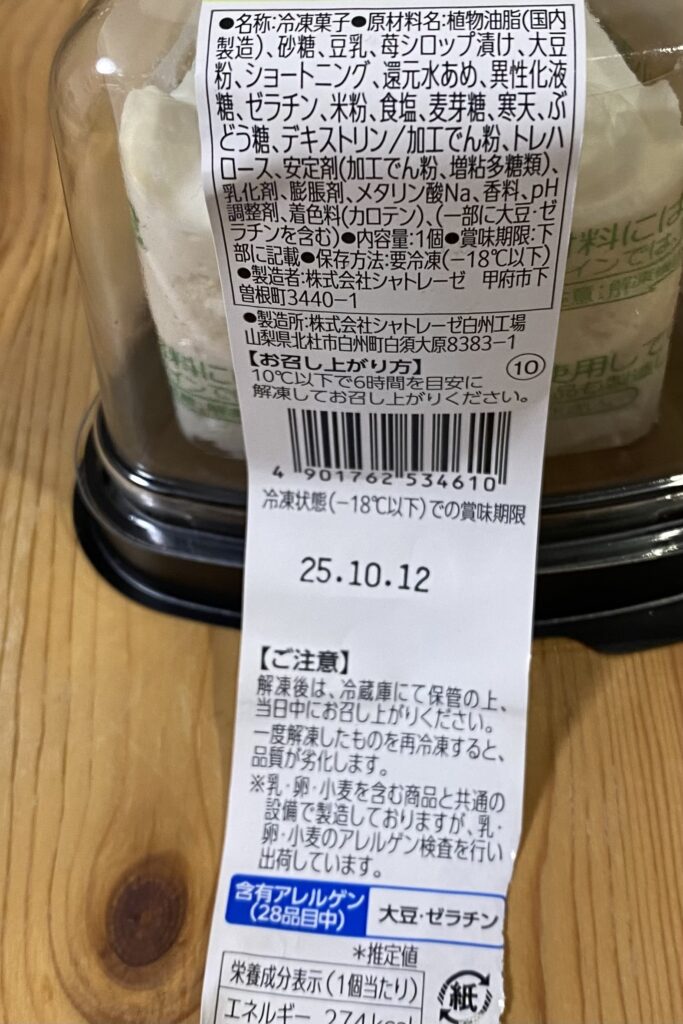 ●名称:冷凍菓子●原材料名:植物油脂(国内
製造)、砂糖、豆乳、苺シロップ漬け、大豆
粉、ショートニング、還元水あめ、異性化液
糖、ゼラチン、米粉、食塩、麦芽糖、寒天、ぶ
どう糖、デキストリン/加工でん粉、トレハ
ロース、安定剤(加工でん粉、増粘多糖類)、
乳化剤、膨脹剤、メタリン酸Na、香料、pH
調整剤、着色料(カロテン)、(一部に大豆・ゼ
ラチンを含む)●内容量:1個●賞味期限:下
部に記載●保存方法:要冷凍(−18℃以下)
●製造者:株式会社シャトレーゼ 甲府市下
曽根町3440−1
●製造所:株式会社シャトレーゼ白州工場
山梨県北杜市白州町白須大原8383−1
【お召し上がり方】 ⑩
10℃以下で6時間を目安に
解凍してお召し上がりください。
4 901762 534610
冷凍状態(−18℃以下)での賞味期限
25.10.12
【ご注意】
解凍後は、冷蔵庫にて保管の上、
当日中にお召し上がりください。
一度解凍したものを再冷凍すると、
品質が劣化します。
※乳・卵・小麦を含む商品と共通の
設備で製造しておりますが、乳・
卵・小麦のアレルゲン検査を行い
出荷しています。
含有アレルゲン
(28品目中)
大豆・ゼラチン
*推定値
栄養成分表示(1個当たり)
エネルギー 274kcal
紙